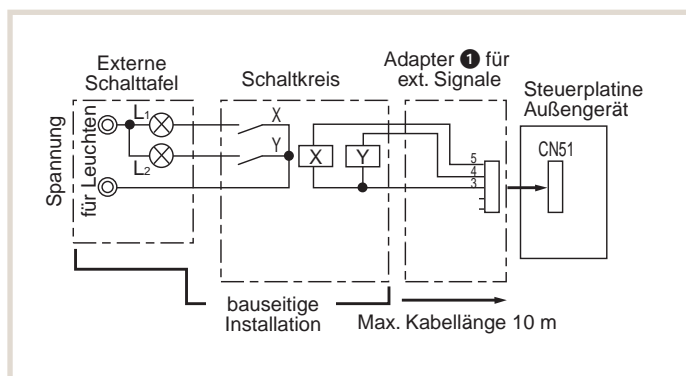 Externe
Schalttafel
Schaltkreis
Adapter ❶ für
ext. Signale
Steuerplatine
Außengerät
Spannung
für Leuchten
L1
L2
X
Y
X
Y
5
4
3
CN51
bauseitige
Installation
Max. Kabellänge 10 m